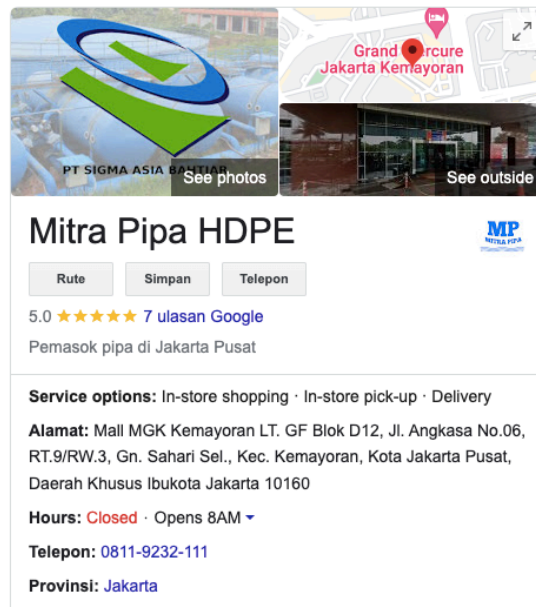 Grand Mercure
Jakarta Kemayoran
PT SIGMA ASIA BAHTIAR
See photos
See outside
Mitra Pipa HDPE
MP
MITRA PIPA
Rute
Simpan
Telepon
5.0 ★★★★★ 7 ulasan Google
Pemasok pipa di Jakarta Pusat
Service options: In-store shopping · In-store pick-up · Delivery
Alamat: Mall MGK Kemayoran LT. GF Blok D12, Jl. Angkasa No.06,
RT.9/RW.3, Gn. Sahari Sel., Kec. Kemayoran, Kota Jakarta Pusat,
Daerah Khusus Ibukota Jakarta 10160
Hours: Closed · Opens 8AM
Telepon: 0811-9232-111
Provinsi: Jakarta